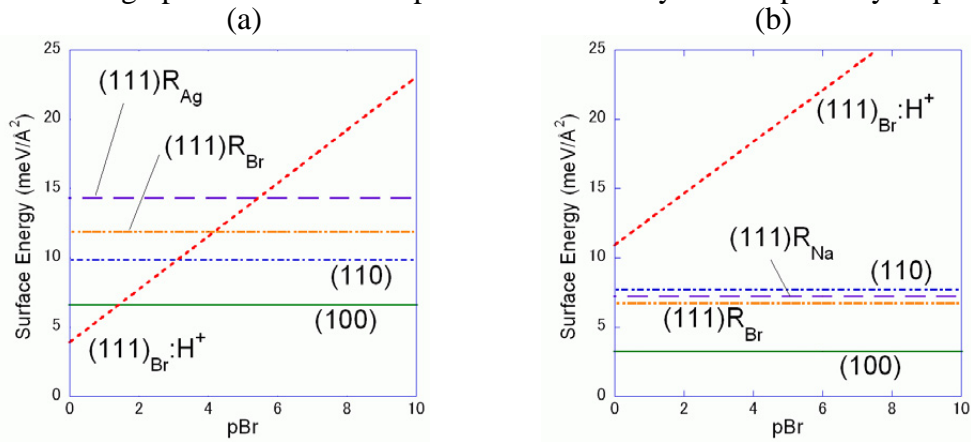 (a)
(b)
25
20
15
10
5
0
0 2 4 6 8 10
pBr
Surface Energy (meV/Å²)
(111)R_Ag
(111)R_Br
(110)
(100)
(111)_Br:H⁺
25
20
15
10
5
0
0 2 4 6 8 10
pBr
Surface Energy (meV/Å²)
(111)_Br:H⁺
(111)R_Na
(110)
(111)R_Br
(100)